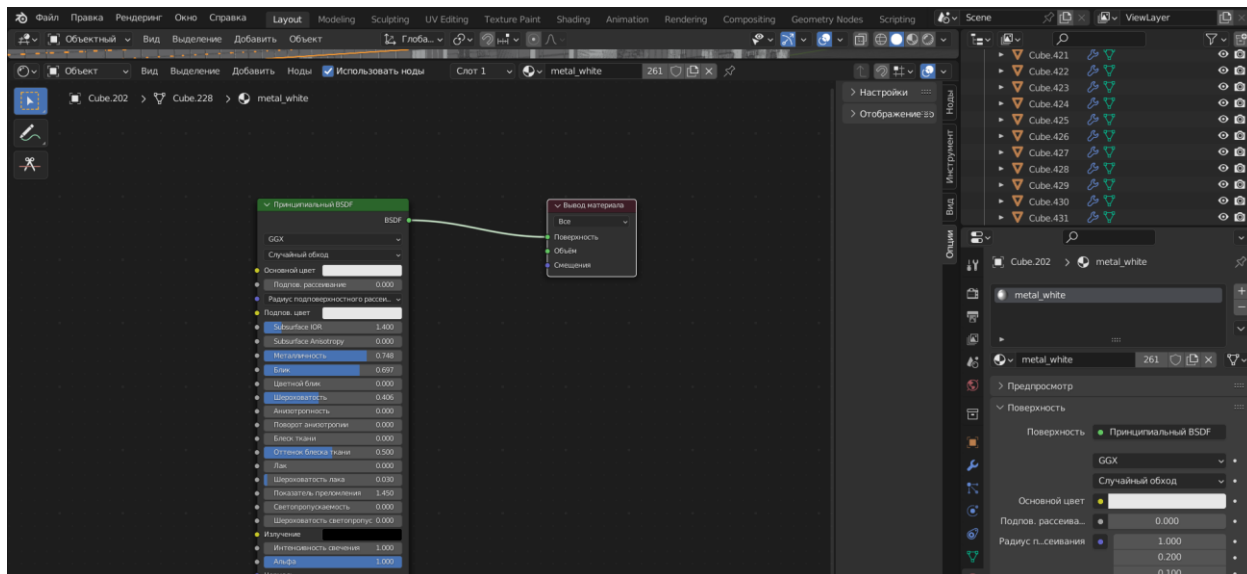 Файл Правка Рендеринг Окно Справка Layout Modeling Sculpting UV Editing Texture Paint Shading Animation Rendering Compositing Geometry Nodes Scripting Scene ViewLayer
Объектный Вид Выделение Добавить Объект Глоба...
Объект Вид Выделение Добавить Ноды Использовать ноды Слот 1 metal_white 261
Cube.202 > Cube.228 > metal_white
Настройки
Отображение
Ноды
Инструмент
Вид
Опции
Принципиальный BSDF
BSDF
GGX
Случайный обход
Основной цвет
Подпов. рассеивание 0.000
Радиус подповерхностного рассеи...
Подпов. цвет
Subsurface IOR 1.400
Subsurface Anisotropy 0.000
Металличность 0.748
Блик 0.697
Цветной блик 0.000
Шероховатость 0.406
Анизотропность 0.000
Поворот анизотропии 0.000
Блеск ткани 0.000
Оттенок блеска ткани 0.500
Лак 0.000
Шероховатость лака 0.030
Показатель преломления 1.450
Светопропускаемость 0.000
Шероховатость светопропус 0.000
Излучение
Интенсивность свечения 1.000
Альфа 1.000
Вывод материала
Все
Поверхность
Объём
Смещения
Cube.421
Cube.422
Cube.423
Cube.424
Cube.425
Cube.426
Cube.427
Cube.428
Cube.429
Cube.430
Cube.431
Cube.202 > metal_white
metal_white
metal_white 261
Предпросмотр
Поверхность
Поверхность Принципиальный BSDF
GGX
Случайный обход
Основной цвет
Подпов. рассеива... 0.000
Радиус п..сеивания 1.000
0.200
0.100